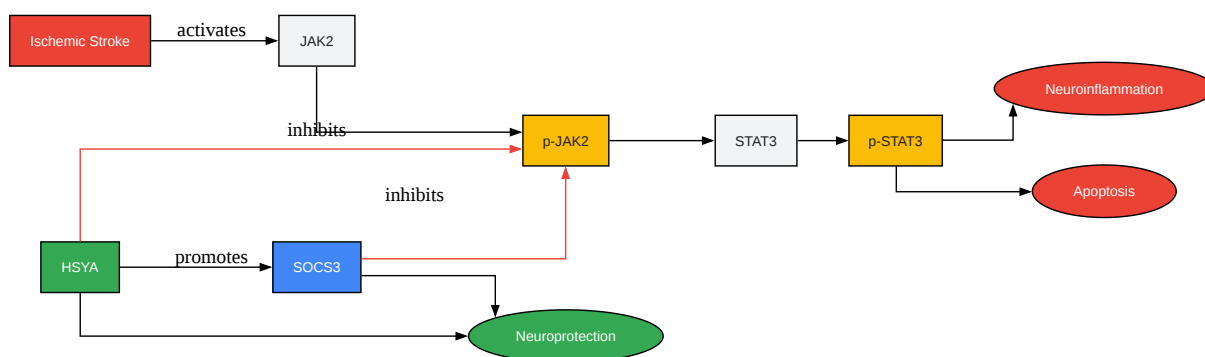 Ischemic Stroke
activates
JAK2
Neuroinflammation
inhibits
p-JAK2
STAT3
p-STAT3
Apoptosis
inhibits
HSYA
promotes
SOCS3
Neuroprotection